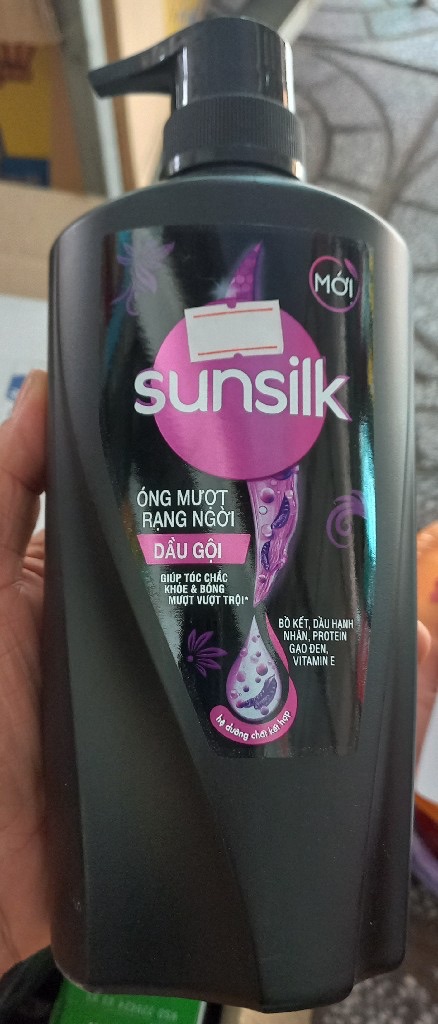 MỚI
sunsilk
ÓNG MƯỢT
RẠNG NGỜI
DẦU GỘI
GIÚP TÓC CHẮC
KHỎE & BÓNG
MƯỢT VƯỢT TRỘI*
BỒ KẾT, DẦU HẠNH
NHÂN, PROTEIN
GẠO ĐEN,
VITAMIN E
hệ dưỡng chất kết hợp